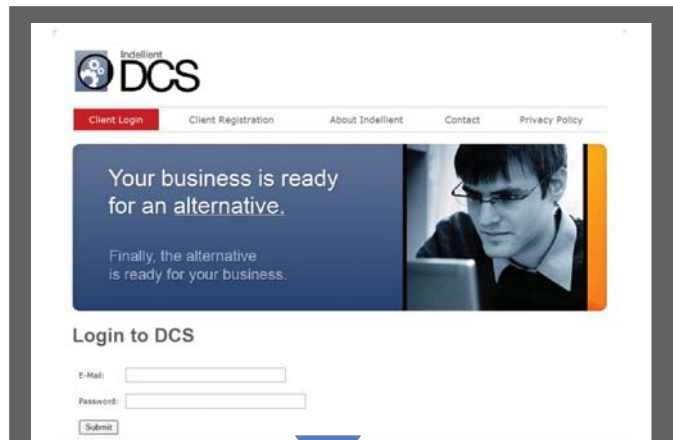 Indellient
DCS
Client Login
Client Registration
About Indellient
Contact
Privacy Policy
Your business is ready
for an alternative.
Finally, the alternative
is ready for your business.
Login to DCS
E-Mail:
Password:
Submit